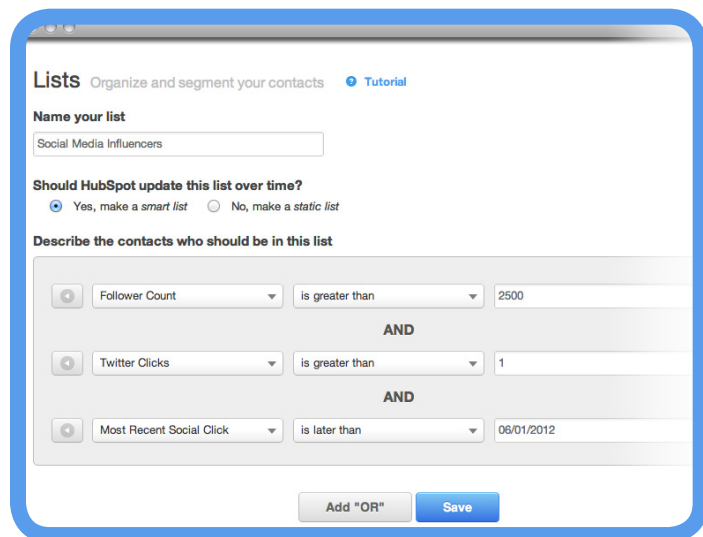 Lists Organize and segment your contacts ? Tutorial
Name your list
Social Media Influencers
Should HubSpot update this list over time?
Yes, make a smart list No, make a static list
Describe the contacts who should be in this list
Follower Count is greater than 2500
AND
Twitter Clicks is greater than 1
AND
Most Recent Social Click is later than 06/01/2012
Add "OR" Save